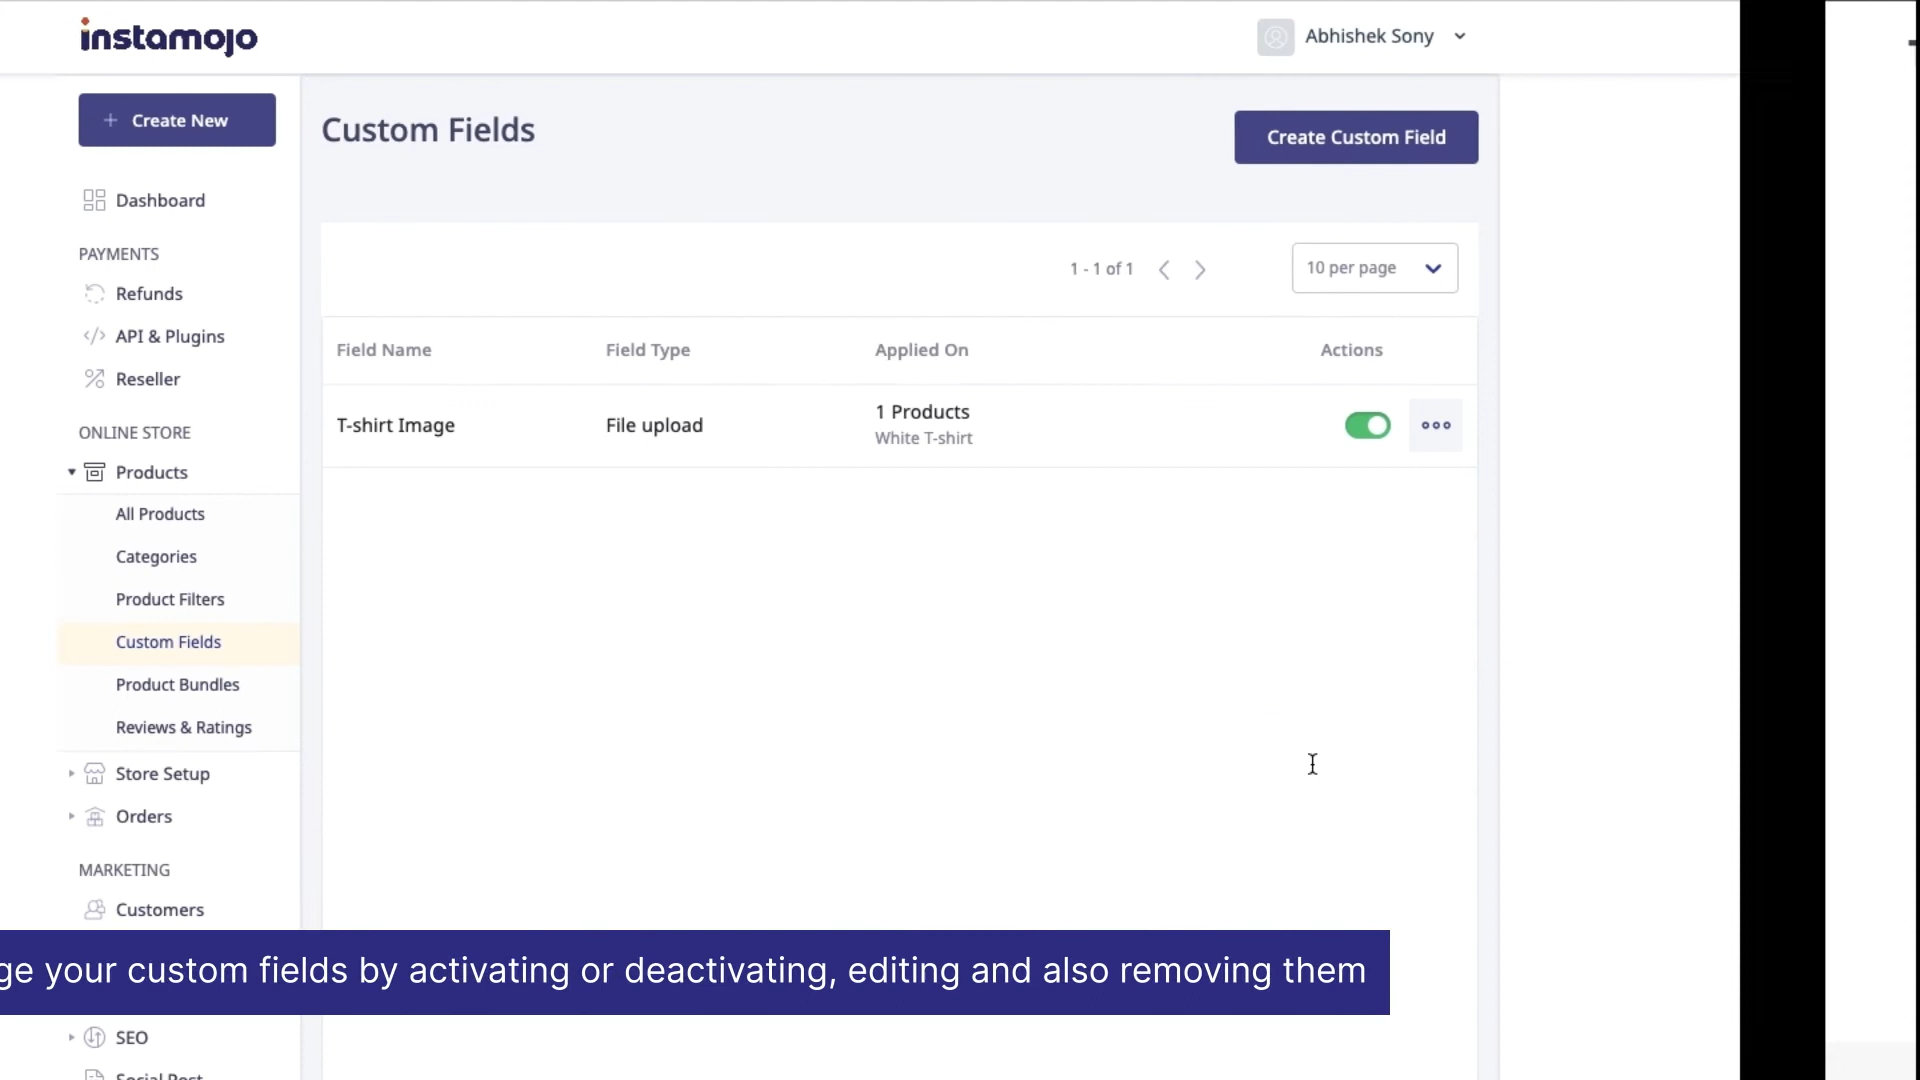 instamojo
Abhishek Sony
+ Create New
Custom Fields
Create Custom Field
Dashboard
PAYMENTS
Refunds
API & Plugins
Reseller
ONLINE STORE
Products
All Products
Categories
Product Filters
Custom Fields
Product Bundles
Reviews & Ratings
Store Setup
Orders
MARKETING
Customers
1 - 1 of 1
10 per page
Field Name Field Type Applied On Actions
T-shirt Image File upload 1 Products
White T-shirt
ge your custom fields by activating or deactivating, editing and also removing them
SEO
Social Post